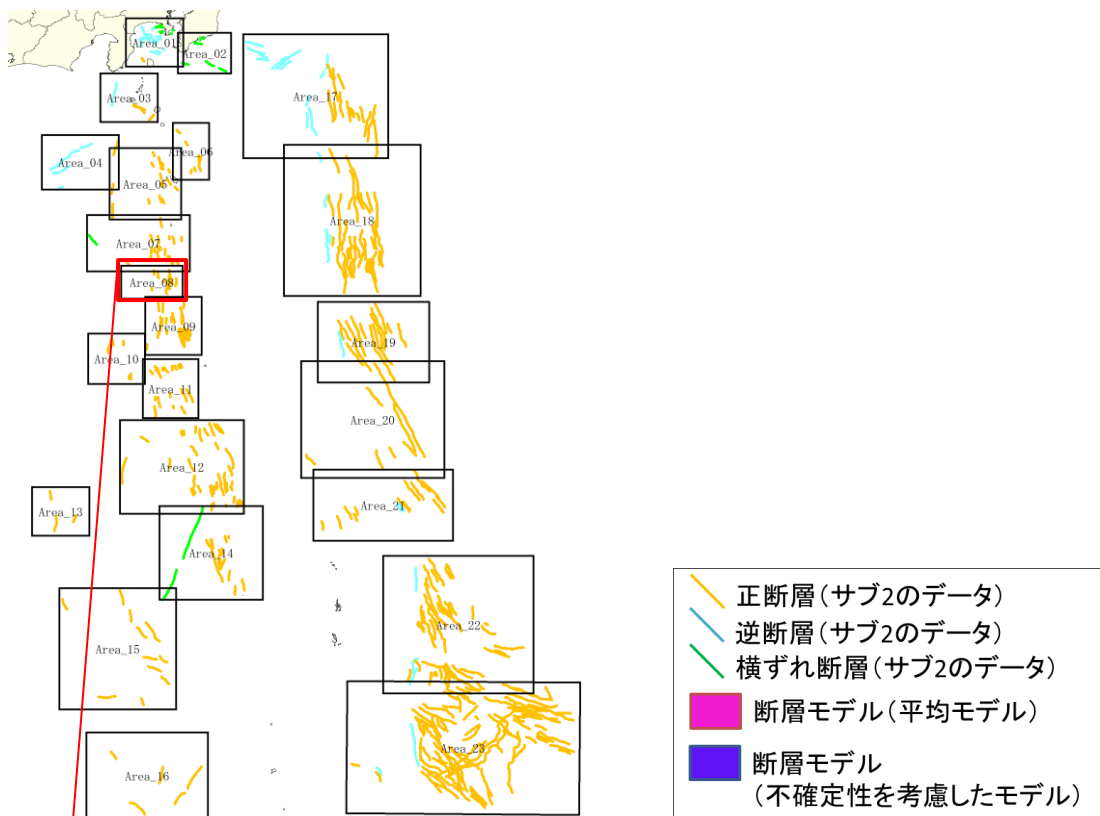 Area_01
Area_02
Area_17
Area_03
Area_06
Area_04
Area_05
Area_18
Area_07
Area_08
Area_09
Area_19
Area_10
Area_11
Area_20
Area_12
Area_21
Area_13
Area_14
Area_22
Area_15
Area_23
Area_16
正断層(サブ2のデータ)
逆断層(サブ2のデータ)
横ずれ断層(サブ2のデータ)
断層モデル(平均モデル)
断層モデル
(不確定性を考慮したモデル)